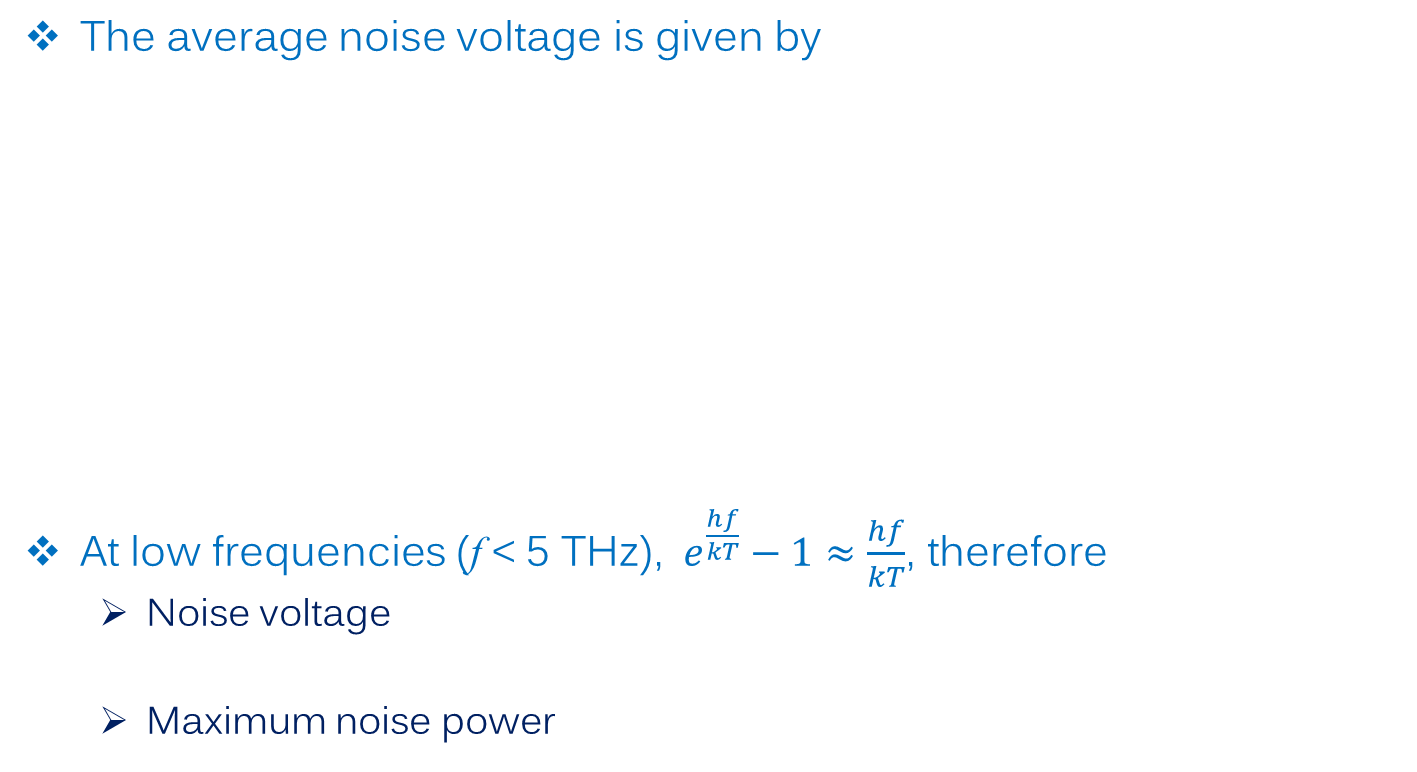 ❖ The average noise voltage is given by
❖ At low frequencies (f < 5 THz), e^(hf/kT) − 1 ≈ hf/kT, therefore
➢ Noise voltage
➢ Maximum noise power